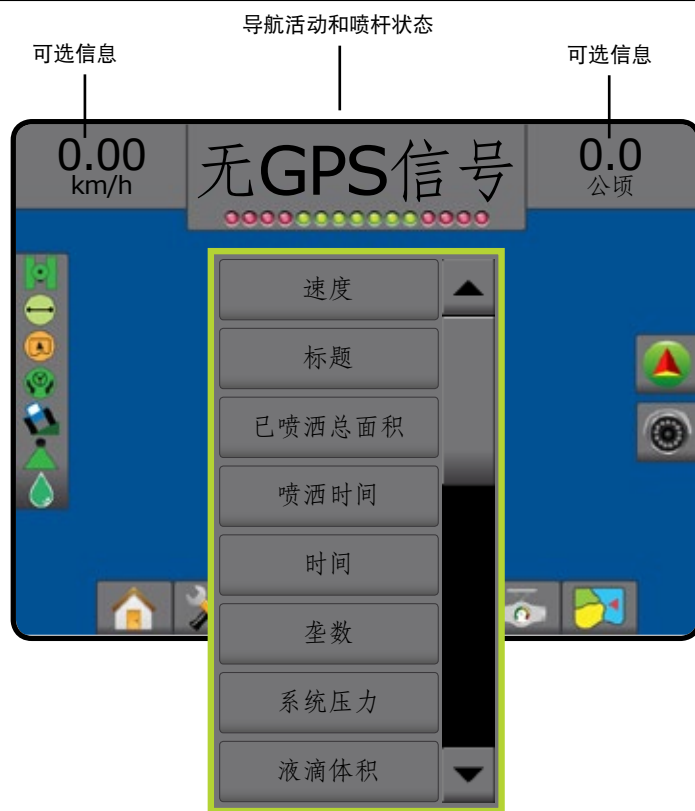 导航活动和喷杆状态
可选信息
可选信息
0.00
km/h
无GPS信号
0.0
公顷
速度
标题
已喷洒总面积
喷洒时间
时间
垄数
系统压力
液滴体积